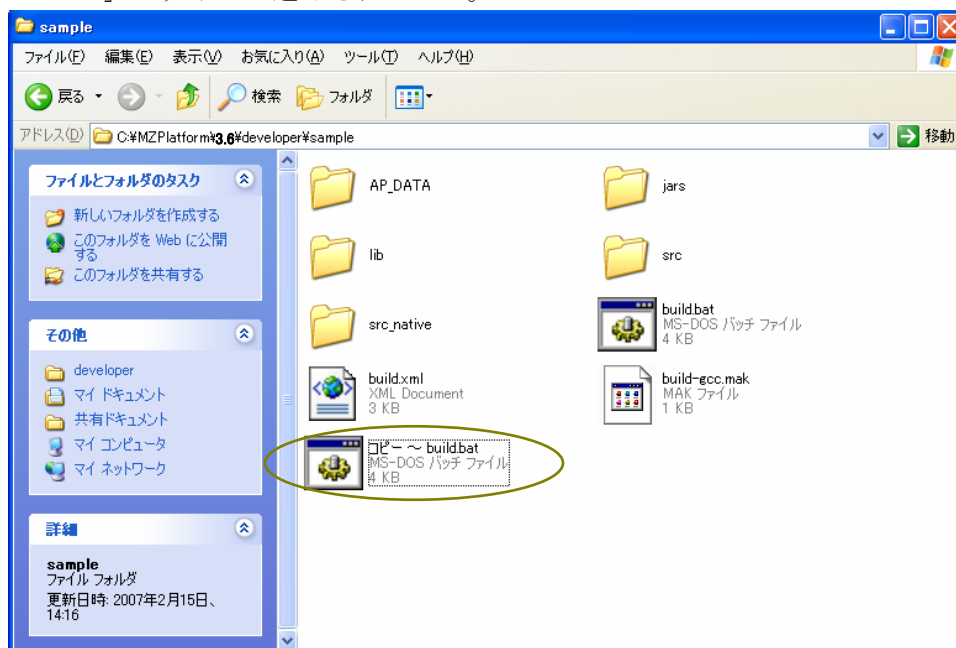 sample
ファイル(F) 編集(E) 表示(V) お気に入り(A) ツール(T) ヘルプ(H)
戻る 検索 フォルダ
アドレス(D) C:¥MZPlatform¥3.6¥developer¥sample 移動
ファイルとフォルダのタスク
新しいフォルダを作成する
このフォルダを Web に公開
する
このフォルダを共有する
その他
developer
マイ ドキュメント
共有ドキュメント
マイ コンピュータ
マイ ネットワーク
詳細
sample
ファイル フォルダ
更新日時: 2007年2月15日、
14:16
AP_DATA
jars
lib
src
src_native
build.bat
MS-DOS バッチ ファイル
4 KB
build.xml
XML Document
3 KB
build-gcc.mak
MAK ファイル
1 KB
コピー ～ build.bat
MS-DOS バッチ ファイル
4 KB